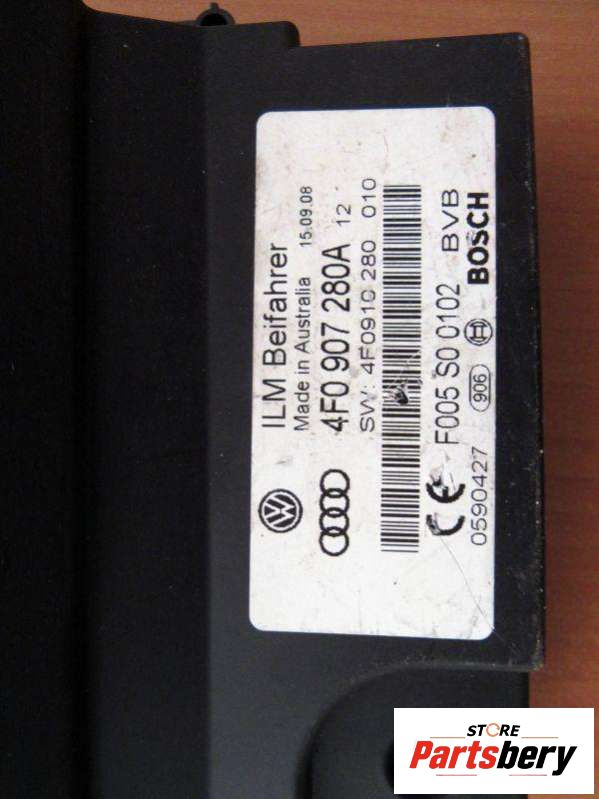 ILM Beifahrer
Made in Australia 15.09.08
4F0 907 280A 12
SW: 4F0910 280 010
F005 S0 0102 BVB
0590427 906 BOSCH
STORE
Partsbery